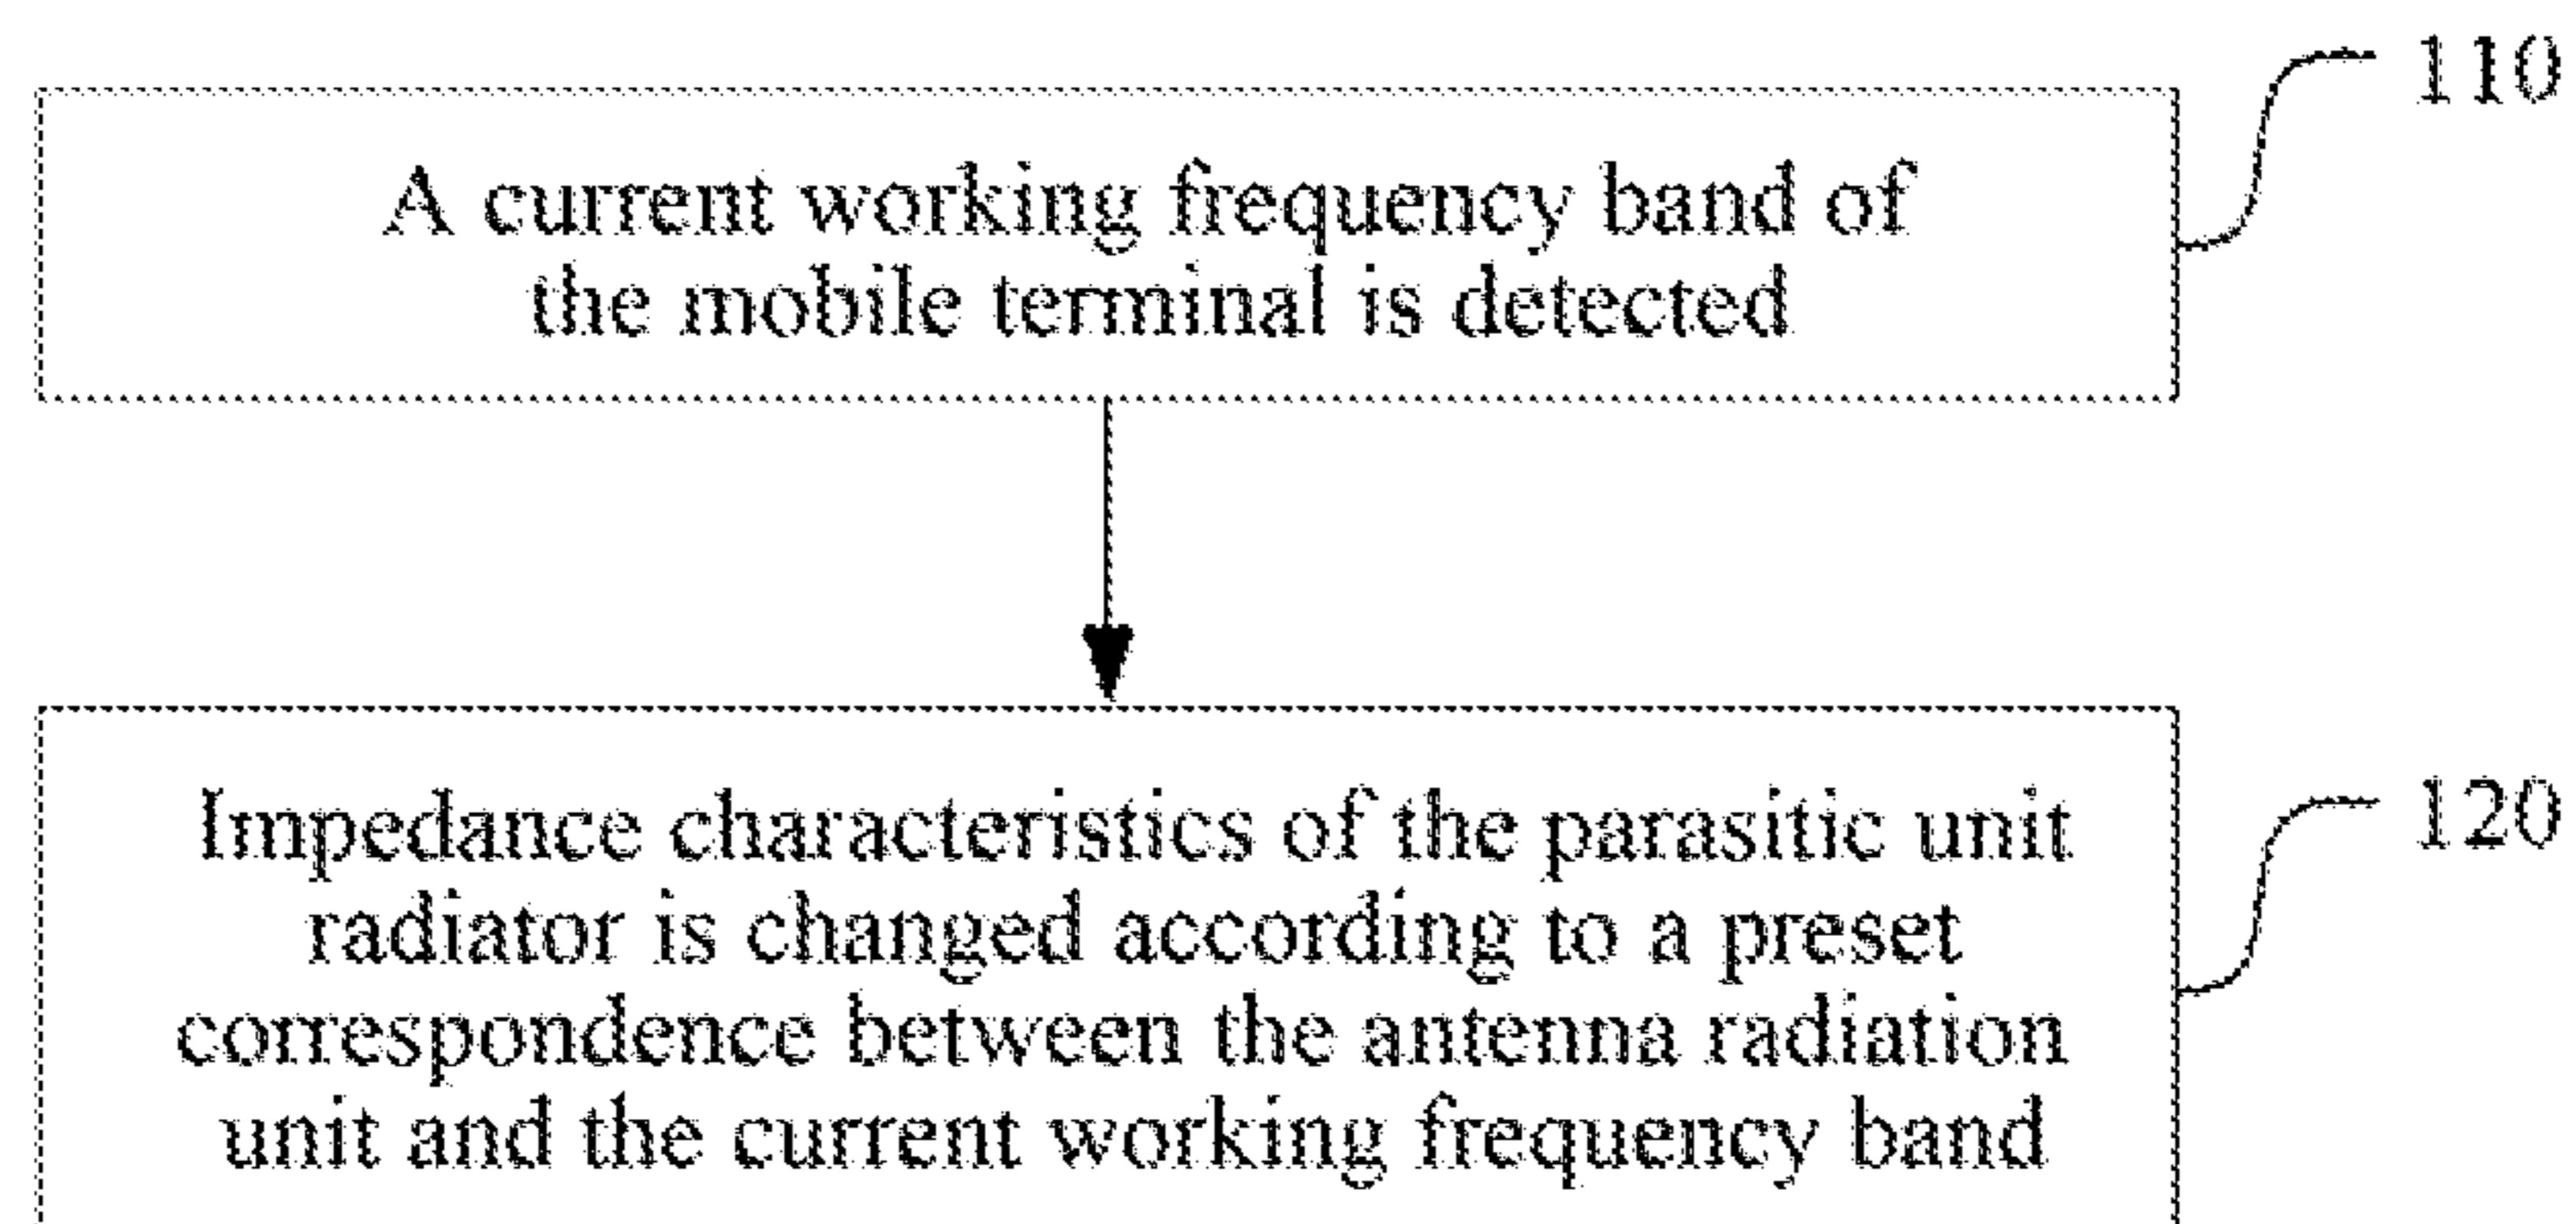 110
A current working frequency band of
the mobile terminal is detected
120
Impedance characteristics of the parasitic unit
radiator is changed according to a preset
correspondence between the antenna radiation
unit and the current working frequency band